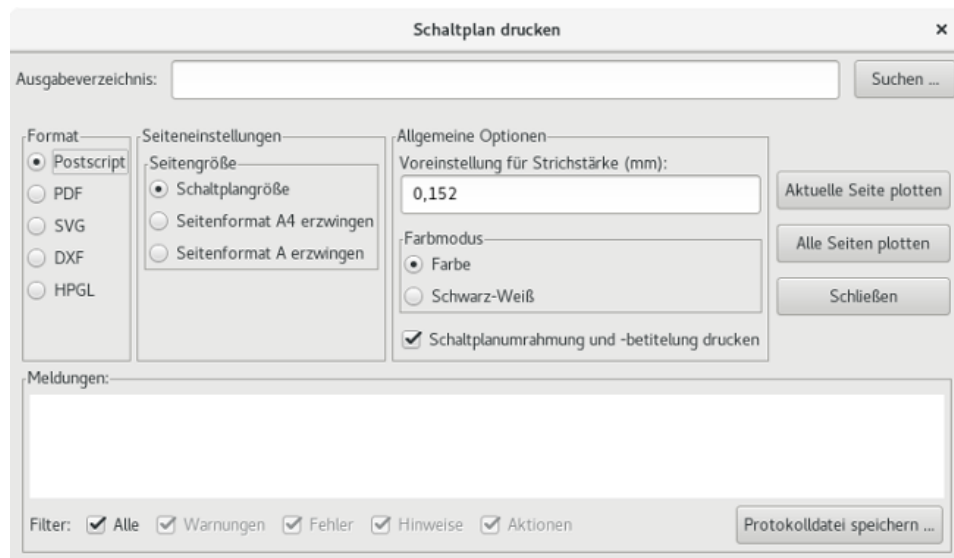 Schaltplan drucken ×
Ausgabeverzeichnis: Suchen ...
Format
Postscript
PDF
SVG
DXF
HPGL
Seiteneinstellungen
Seitengröße
Schaltplangröße
Seitenformat A4 erzwingen
Seitenformat A erzwingen
Allgemeine Optionen
Voreinstellung für Strichstärke (mm):
0,152
Farbmodus
Farbe
Schwarz-Weiß
Schaltplanumrahmung und -betitelung drucken
Aktuelle Seite plotten
Alle Seiten plotten
Schließen
Meldungen:
Filter: Alle Warnungen Fehler Hinweise Aktionen Protokolldatei speichern ...